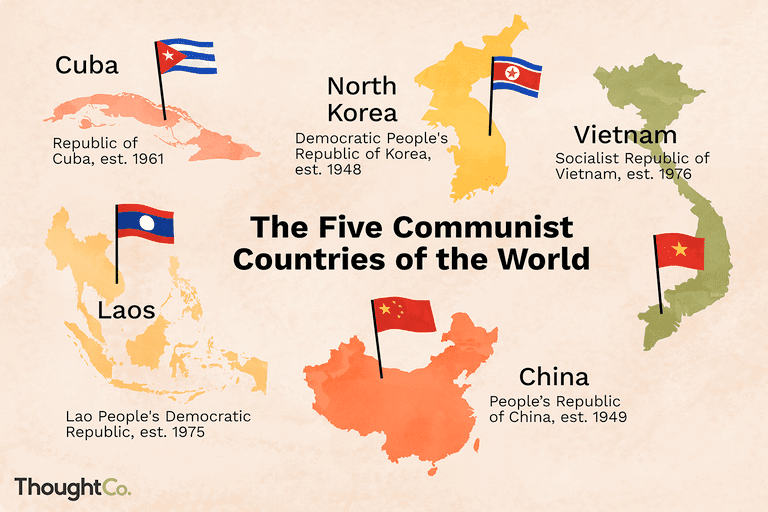 Cuba
Republic of
Cuba, est. 1961
North
Korea
Democratic People's
Republic of Korea,
est. 1948
Vietnam
Socialist Republic of
Vietnam, est. 1976
The Five Communist
Countries of the World
Laos
Lao People's Democratic
Republic, est. 1975
China
People’s Republic
of China, est. 1949
ThoughtCo.